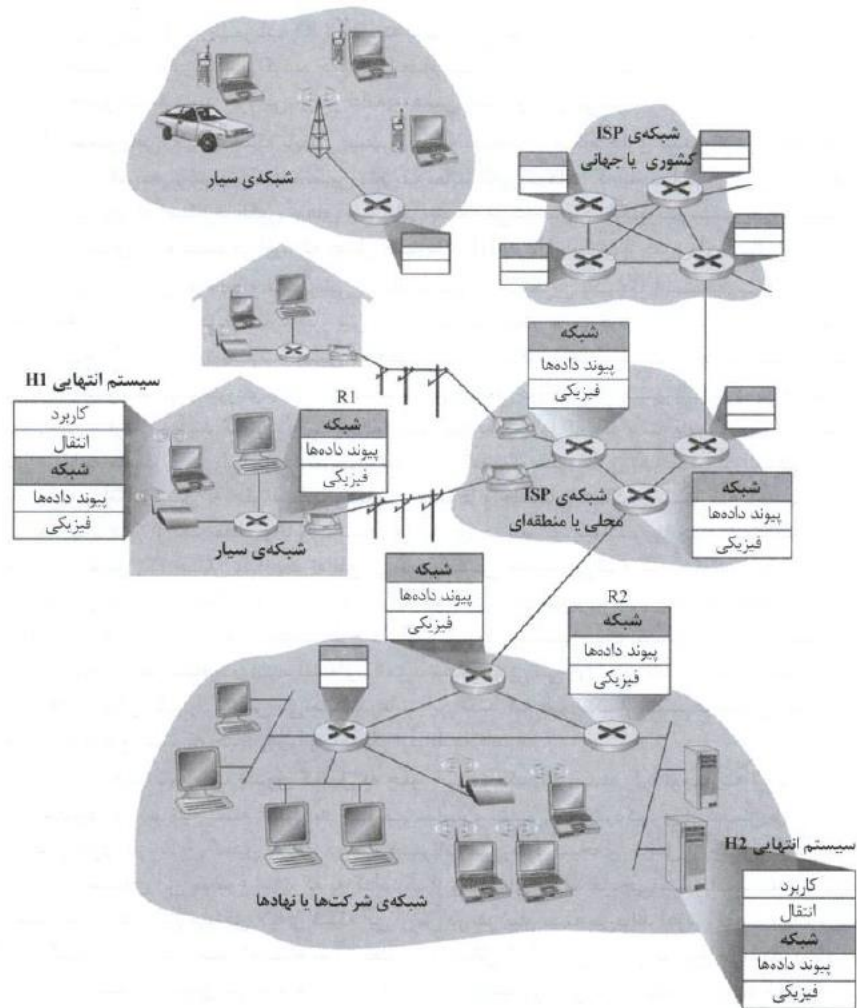 شبکه‌ی سیار
شبکه‌ی ISP
کشوری یا جهانی
سیستم انتهایی H1
کاربرد
انتقال
شبکه
پیوند داده‌ها
فیزیکی
R1
شبکه
پیوند داده‌ها
فیزیکی
شبکه‌ی سیار
شبکه
پیوند داده‌ها
فیزیکی
شبکه‌ی ISP
محلی یا منطقه‌ای
شبکه
پیوند داده‌ها
فیزیکی
شبکه
پیوند داده‌ها
فیزیکی
R2
شبکه
پیوند داده‌ها
فیزیکی
شبکه‌ی شرکت‌ها یا نهادها
سیستم انتهایی H2
کاربرد
انتقال
شبکه
پیوند داده‌ها
فیزیکی